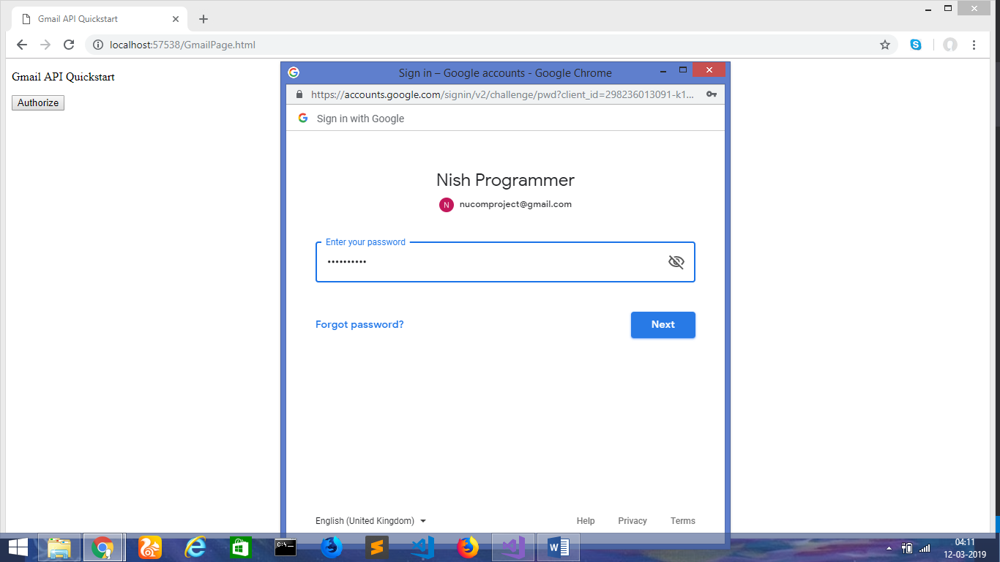 Gmail API Quickstart
localhost:57538/GmailPage.html
Gmail API Quickstart
Authorize
Sign in – Google accounts - Google Chrome
https://accounts.google.com/signin/v2/challenge/pwd?client_id=298236013091-k1...
Sign in with Google
Nish Programmer
N nucomproject@gmail.com
Enter your password
••••••••••
Forgot password? Next
English (United Kingdom) Help Privacy Terms
04:11
12-03-2019